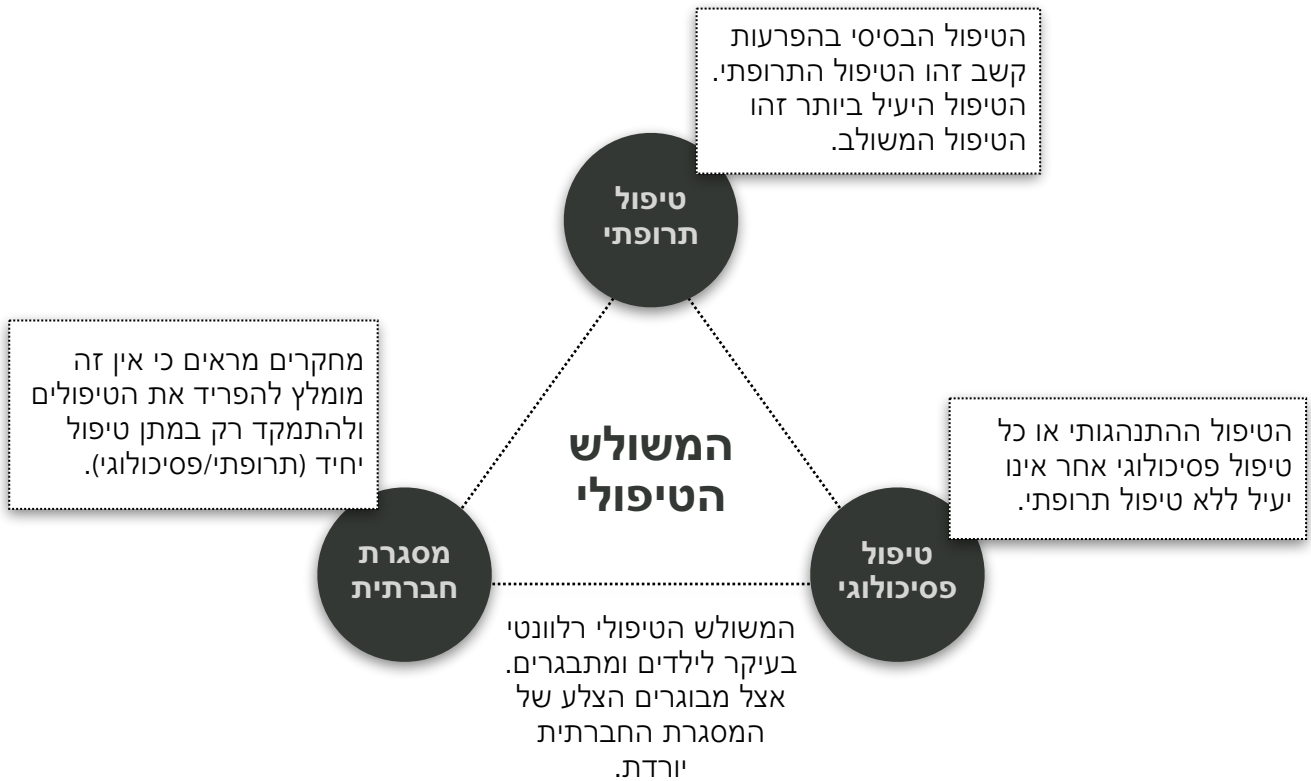 הטיפול הבסיסי בהפרעות
קשב זהו הטיפול התרופתי.
הטיפול היעיל ביותר זהו
הטיפול המשולב.
טיפול
תרופתי
מחקרים מראים כי אין זה
מומלץ להפריד את הטיפולים
ולהתמקד רק במתן טיפול
יחיד (תרופתי/פסיכולוגי).
המשולש
הטיפולי
הטיפול ההתנהגותי או כל
טיפול פסיכולוגי אחר אינו
יעיל ללא טיפול תרופתי.
טיפול
פסיכולוגי
מסגרת
חברתית
המשולש הטיפולי רלוונטי
בעיקר לילדים ומתבגרים.
אצל מבוגרים הצלע של
המסגרת החברתית
יורדת.